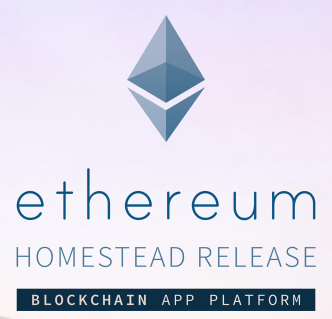 ethereum
HOMESTEAD RELEASE
BLOCKCHAIN APP PLATFORM